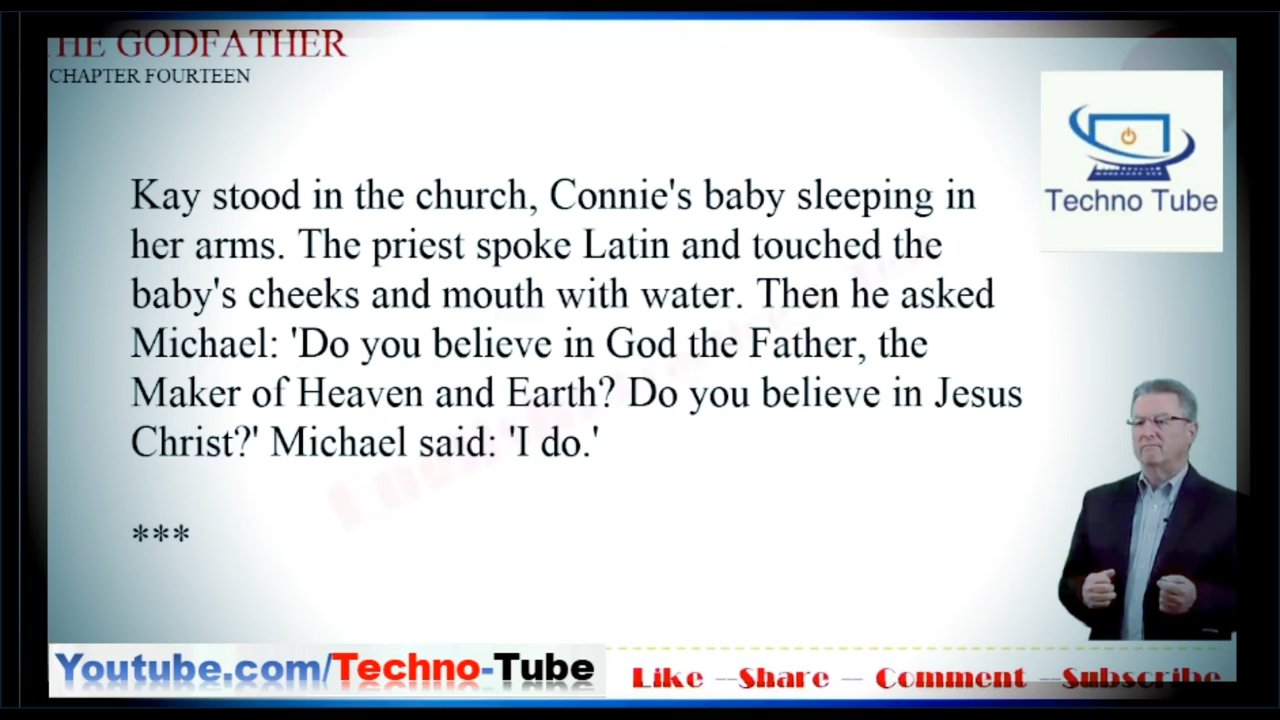 THE GODFATHER
CHAPTER FOURTEEN
Techno Tube
Kay stood in the church, Connie's baby sleeping in
her arms. The priest spoke Latin and touched the
baby's cheeks and mouth with water. Then he asked
Michael: 'Do you believe in God the Father, the
Maker of Heaven and Earth? Do you believe in Jesus
Christ?' Michael said: 'I do.'
***
Youtube.com/Techno-Tube
Like --Share -- Comment --Subscribe